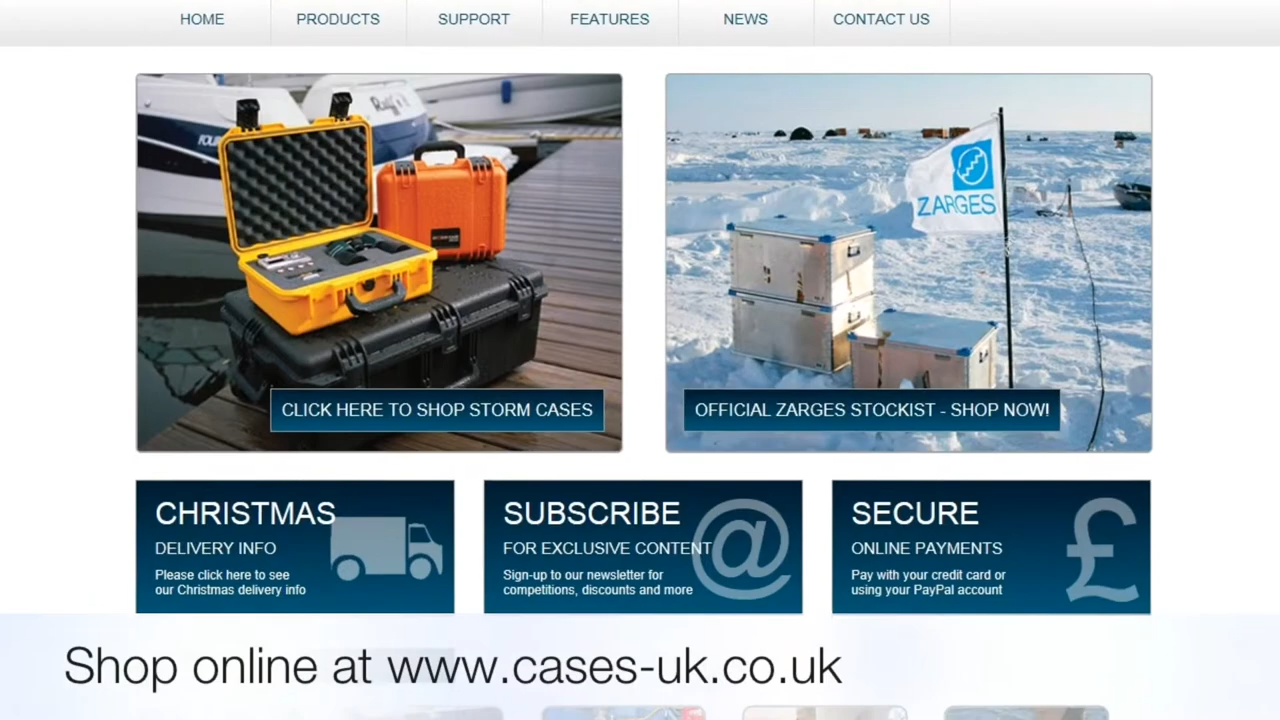 HOME
PRODUCTS
SUPPORT
FEATURES
NEWS
CONTACT US
ZARGES
CLICK HERE TO SHOP STORM CASES
OFFICIAL ZARGES STOCKIST - SHOP NOW!
CHRISTMAS
DELIVERY INFO
Please click here to see
our Christmas delivery info
SUBSCRIBE
FOR EXCLUSIVE CONTENT
@
Sign-up to our newsletter for
competitions, discounts and more
SECURE
ONLINE PAYMENTS
£
Pay with your credit card or
using your PayPal account
Shop online at www.cases-uk.co.uk